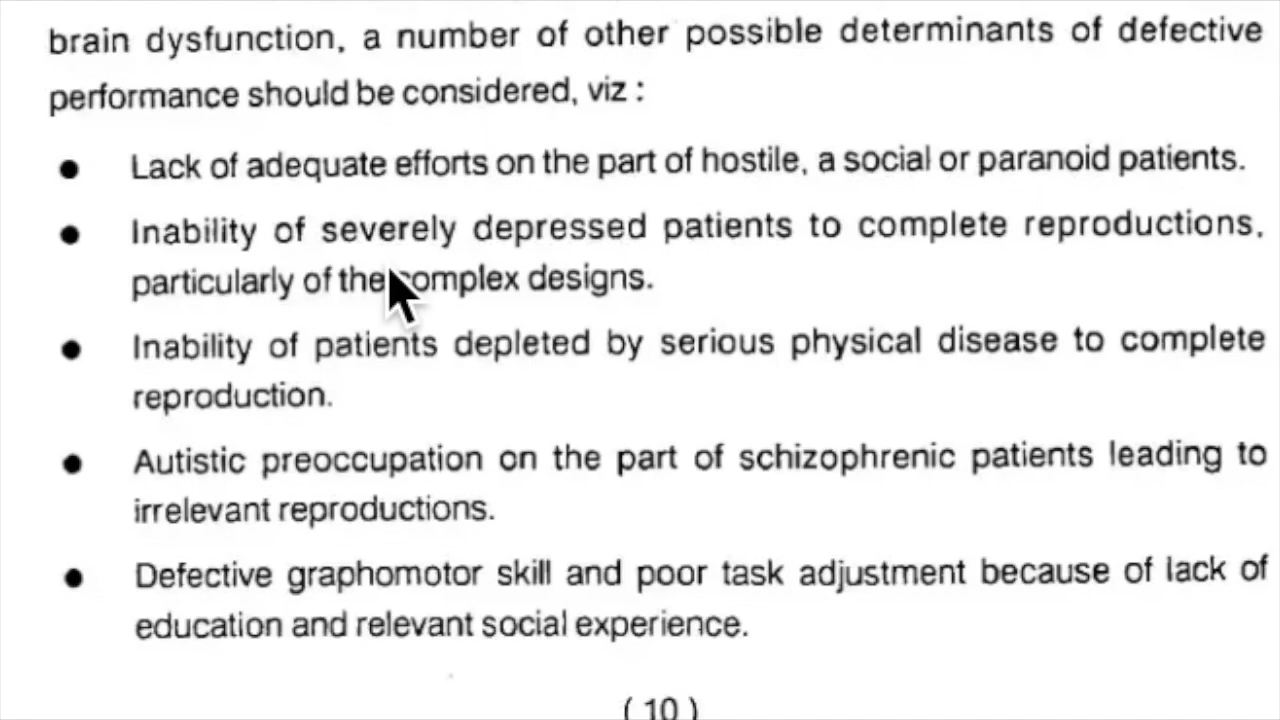 brain dysfunction, a number of other possible determinants of defective
performance should be considered, viz :
● Lack of adequate efforts on the part of hostile, a social or paranoid patients.
● Inability of severely depressed patients to complete reproductions,
particularly of the complex designs.
● Inability of patients depleted by serious physical disease to complete
reproduction.
● Autistic preoccupation on the part of schizophrenic patients leading to
irrelevant reproductions.
● Defective graphomotor skill and poor task adjustment because of lack of
education and relevant social experience.
( 10 )